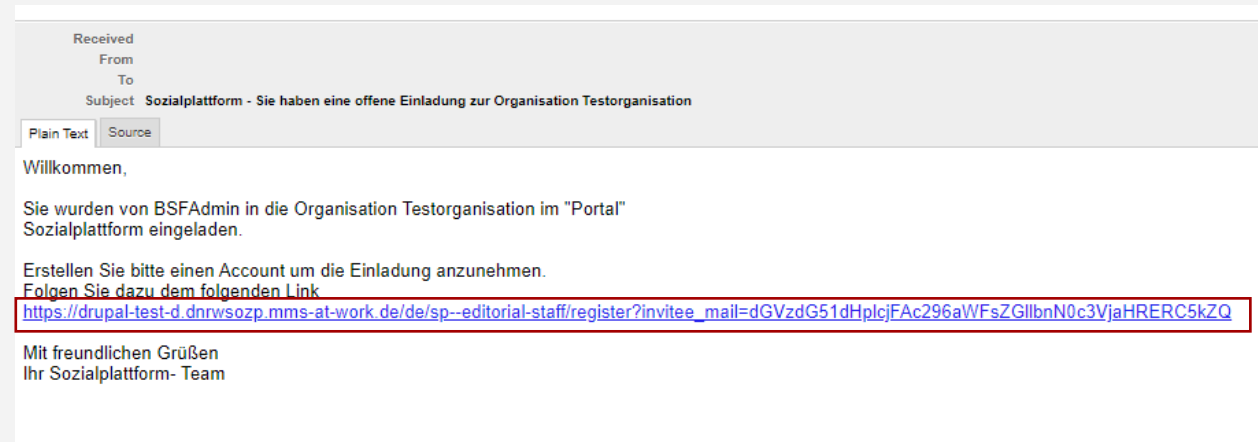 Received
From
To
Subject Sozialplattform - Sie haben eine offene Einladung zur Organisation Testorganisation
Plain Text Source
Willkommen,
Sie wurden von BSFAdmin in die Organisation Testorganisation im "Portal"
Sozialplattform eingeladen.
Erstellen Sie bitte einen Account um die Einladung anzunehmen.
Folgen Sie dazu dem folgenden Link
https://drupal-test-d.dnrwsozp.mms-at-work.de/de/sp--editorial-staff/register?invitee_mail=dGVzdG51dHplcjFAc296aWFsZGllbnN0c3VjaHRERC5kZQ
Mit freundlichen Grüßen
Ihr Sozialplattform- Team